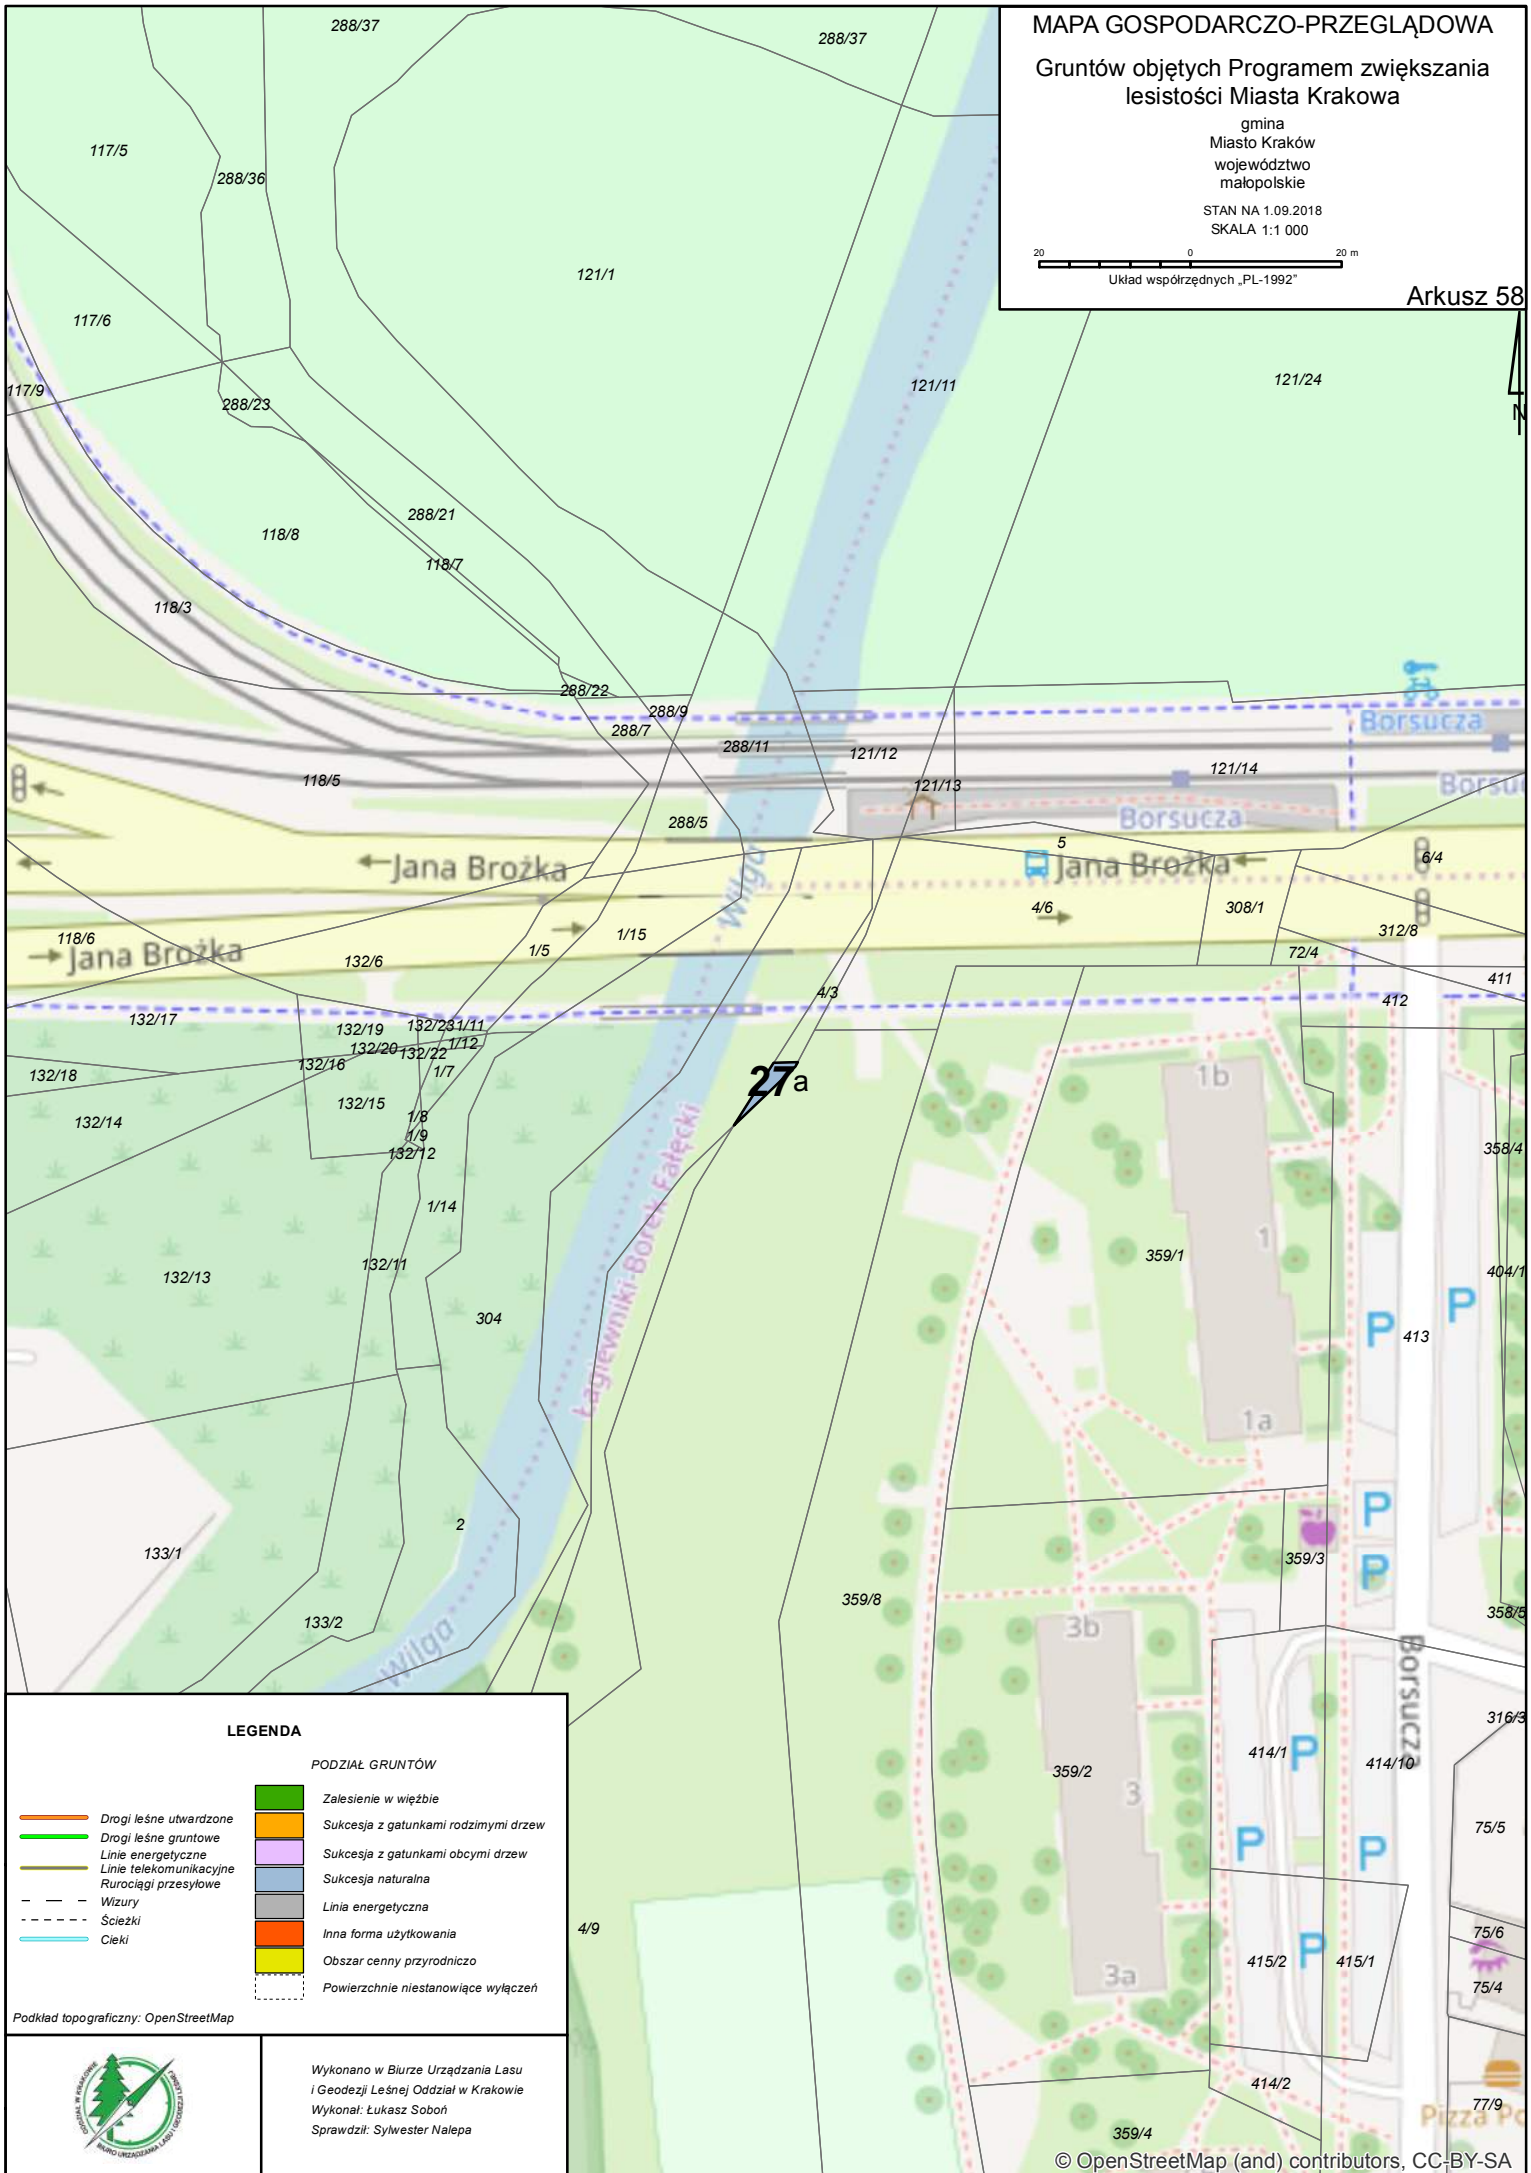 MAPA GOSPODARCZO-PRZEGLĄDOWA
Gruntów objętych Programem zwiększania
lesistości Miasta Krakowa
gmina
Miasto Kraków
województwo
małopolskie
STAN NA 1.09.2018
SKALA 1:1 000
20 0 20 m
Układ współrzędnych „PL-1992”
Arkusz 58
N
288/37
288/37
117/5
288/36
121/1
117/6
117/9
288/23
121/11
121/24
288/21
118/8
118/7
118/3
288/22
288/9
288/7
288/11
121/12
121/14
118/5
121/13
288/5
Borsucza
Borsuc
Borsucza
5
6/4
Jana Brożka
Jana Brożka
Wilga
4/6
308/1
312/8
118/6
Jana Brożka
132/6
1/5
1/15
72/4
411
412
4/3
132/17
132/19
132/23
1/11
132/20
132/22
1/12
132/16
1/7
132/18
132/15
132/14
1/8
1/9
132/12
27a
1b
358/4
1/14
132/11
132/13
304
Łagiewniki-Borek Fałęcki
359/1
1
404/1
P
P
413
1a
2
133/1
133/2
Wilga
P
P
359/3
359/8
3b
358/5
Borsucza
316/3
414/1
P
414/10
359/2
3
75/5
P
P
4/9
75/6
415/2
P
415/1
75/4
3a
414/2
77/9
Pizza Po
359/4
LEGENDA
PODZIAŁ GRUNTÓW
Drogi leśne utwardzone
Drogi leśne gruntowe
Linie energetyczne
Linie telekomunikacyjne
Rurociągi przesyłowe
Wizury
Ścieżki
Cieki
Zalesienie w więźbie
Sukcesja z gatunkami rodzimymi drzew
Sukcesja z gatunkami obcymi drzew
Sukcesja naturalna
Linia energetyczna
Inna forma użytkowania
Obszar cenny przyrodniczo
Powierzchnie niestanowiące wyłączeń
Podkład topograficzny: OpenStreetMap
ODDZIAŁ W KRAKOWIE
BIURO URZĄDZANIA LASU I GEODEZJI LEŚNEJ
Wykonano w Biurze Urządzania Lasu
i Geodezji Leśnej Oddział w Krakowie
Wykonał: Łukasz Soboń
Sprawdził: Sylwester Nalepa
© OpenStreetMap (and) contributors, CC-BY-SA